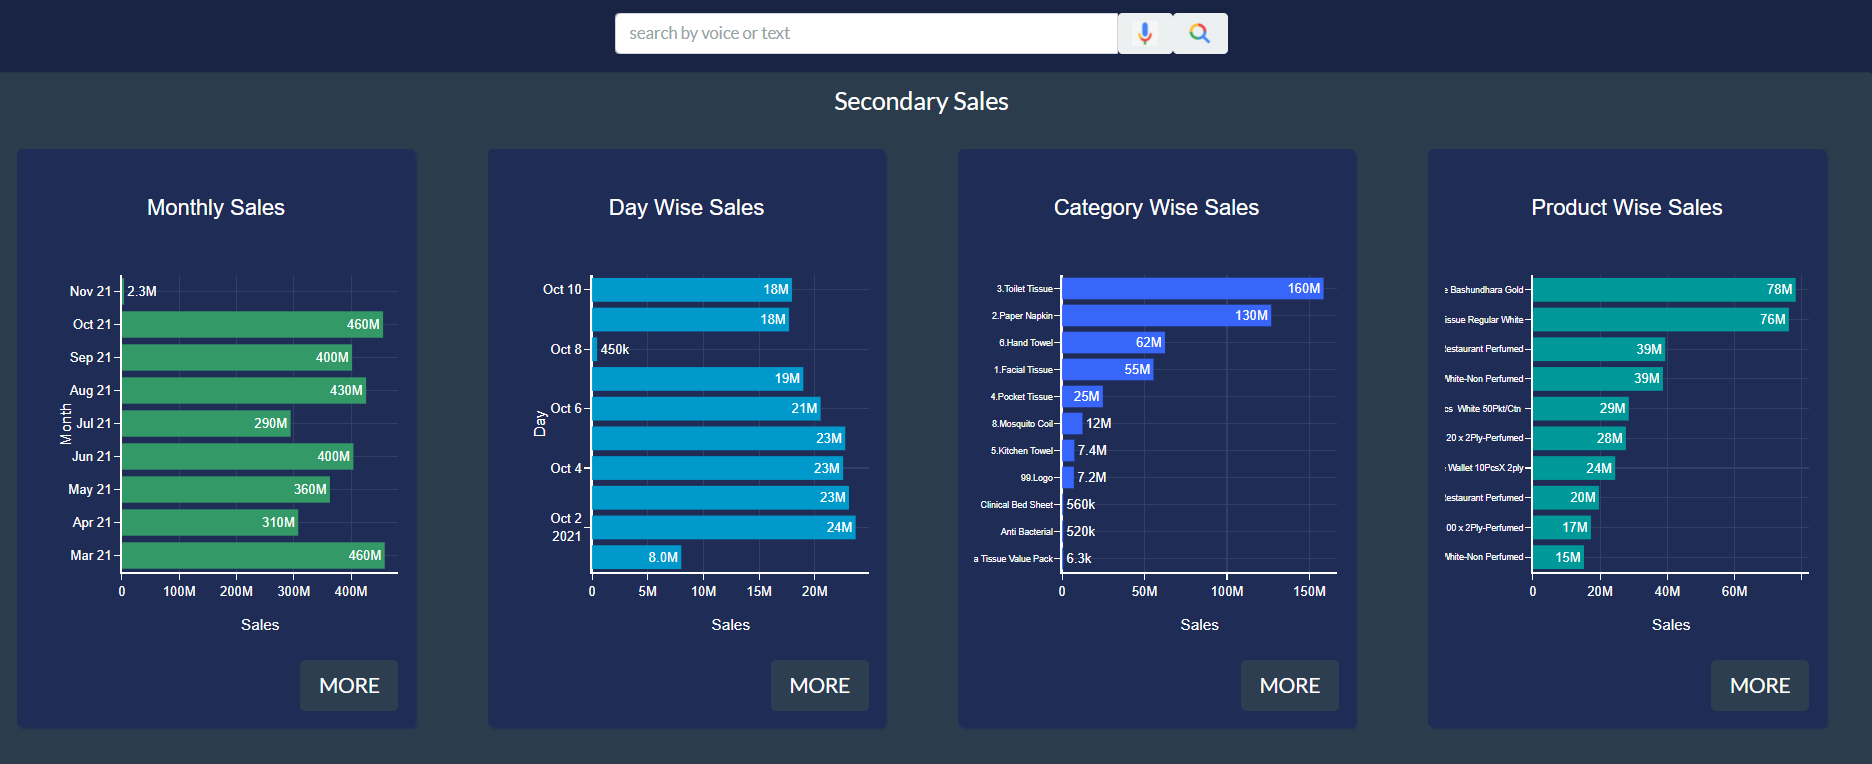 search by voice or text
Secondary Sales
Monthly Sales
Nov 21 2.3M
Oct 21 460M
Sep 21 400M
Aug 21 430M
Jul 21 290M
Jun 21 400M
May 21 360M
Apr 21 310M
Mar 21 460M
Month
0 100M 200M 300M 400M
Sales
MORE
Day Wise Sales
Oct 10 18M
18M
Oct 8 450k
19M
Oct 6 21M
23M
Oct 4 23M
23M
Oct 2 24M
2021
8.0M
Day
0 5M 10M 15M 20M
Sales
MORE
Category Wise Sales
3.Toilet Tissue 160M
2.Paper Napkin 130M
6.Hand Towel 62M
1.Facial Tissue 55M
4.Pocket Tissue 25M
8.Mosquito Coil 12M
5.Kitchen Towel 7.4M
99.Logo 7.2M
Clinical Bed Sheet 560k
Anti Bacterial 520k
a Tissue Value Pack 6.3k
0 50M 100M 150M
Sales
MORE
Product Wise Sales
e Bashundhara Gold 78M
issue Regular White 76M
Restaurant Perfumed 39M
White-Non Perfumed 39M
cs White 50Pkt/Ctn 29M
20 x 2Ply-Perfumed 28M
e Wallet 10PcsX 2ply 24M
Restaurant Perfumed 20M
00 x 2Ply-Perfumed 17M
White-Non Perfumed 15M
0 20M 40M 60M
Sales
MORE